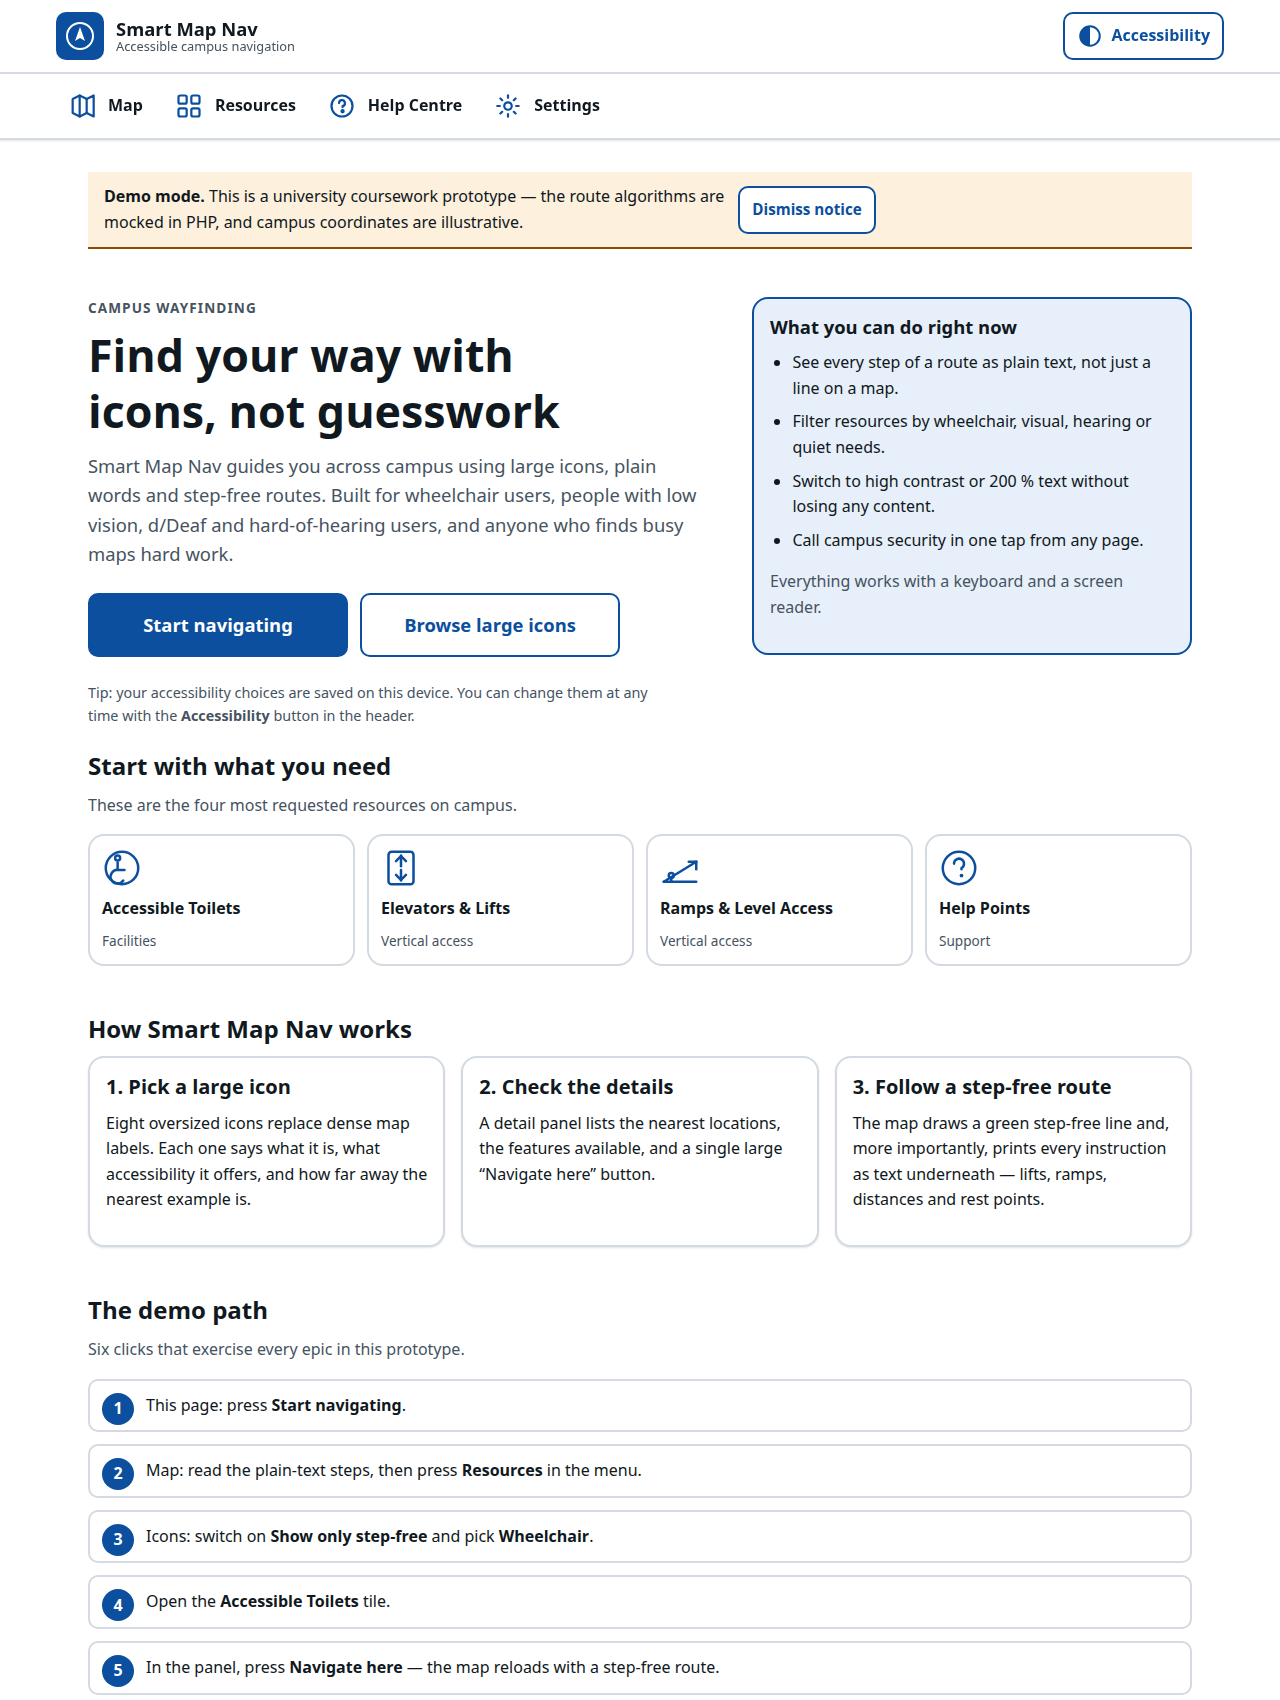 Smart Map Nav
Accessible campus navigation
Accessibility
Map
Resources
Help Centre
Settings
Demo mode. This is a university coursework prototype — the route algorithms are
mocked in PHP, and campus coordinates are illustrative.
Dismiss notice
CAMPUS WAYFINDING
Find your way with
icons, not guesswork
Smart Map Nav guides you across campus using large icons, plain
words and step-free routes. Built for wheelchair users, people with low
vision, d/Deaf and hard-of-hearing users, and anyone who finds busy
maps hard work.
Start navigating
Browse large icons
Tip: your accessibility choices are saved on this device. You can change them at any
time with the Accessibility button in the header.
What you can do right now
• See every step of a route as plain text, not just a
line on a map.
• Filter resources by wheelchair, visual, hearing or
quiet needs.
• Switch to high contrast or 200 % text without
losing any content.
• Call campus security in one tap from any page.
Everything works with a keyboard and a screen
reader.
Start with what you need
These are the four most requested resources on campus.
Accessible Toilets
Facilities
Elevators & Lifts
Vertical access
Ramps & Level Access
Vertical access
Help Points
Support
How Smart Map Nav works
1. Pick a large icon
Eight oversized icons replace dense map
labels. Each one says what it is, what
accessibility it offers, and how far away the
nearest example is.
2. Check the details
A detail panel lists the nearest locations,
the features available, and a single large
“Navigate here” button.
3. Follow a step-free route
The map draws a green step-free line and,
more importantly, prints every instruction
as text underneath — lifts, ramps,
distances and rest points.
The demo path
Six clicks that exercise every epic in this prototype.
1 This page: press Start navigating.
2 Map: read the plain-text steps, then press Resources in the menu.
3 Icons: switch on Show only step-free and pick Wheelchair.
4 Open the Accessible Toilets tile.
5 In the panel, press Navigate here — the map reloads with a step-free route.